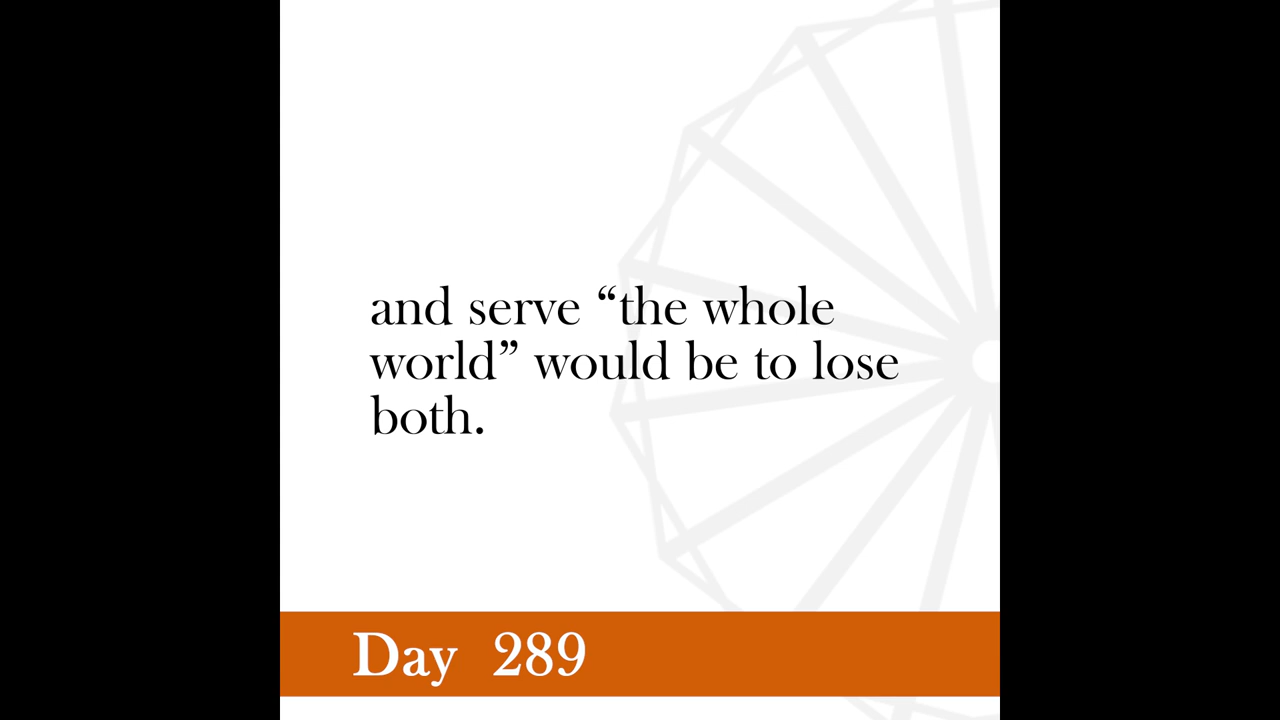 and serve “the whole
world” would be to lose
both.
Day 289